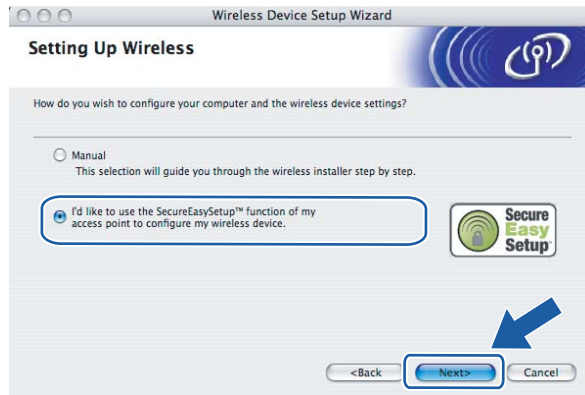 Wireless Device Setup Wizard
Setting Up Wireless
How do you wish to configure your computer and the wireless device settings?
Manual
This selection will guide you through the wireless installer step by step.
I'd like to use the SecureEasySetup™ function of my
access point to configure my wireless device.
Secure
Easy
Setup
<Back Next> Cancel